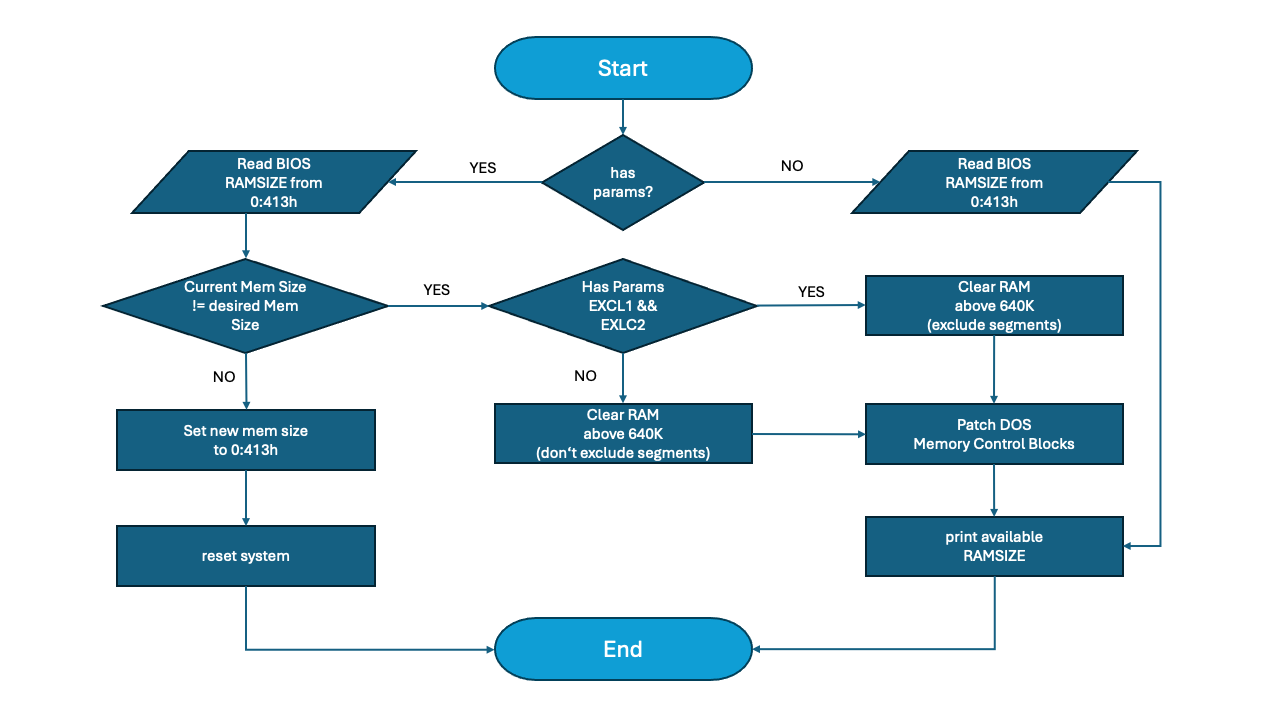 Start
has
params?
YES
NO
Read BIOS
RAMSIZE from
0:413h
Read BIOS
RAMSIZE from
0:413h
Current Mem Size
!= desired Mem
Size
YES
Has Params
EXCL1 &&
EXLC2
YES
Clear RAM
above 640K
(exclude segments)
NO
NO
Set new mem size
to 0:413h
Clear RAM
above 640K
(don‘t exclude segments)
Patch DOS
Memory Control Blocks
reset system
print available
RAMSIZE
End